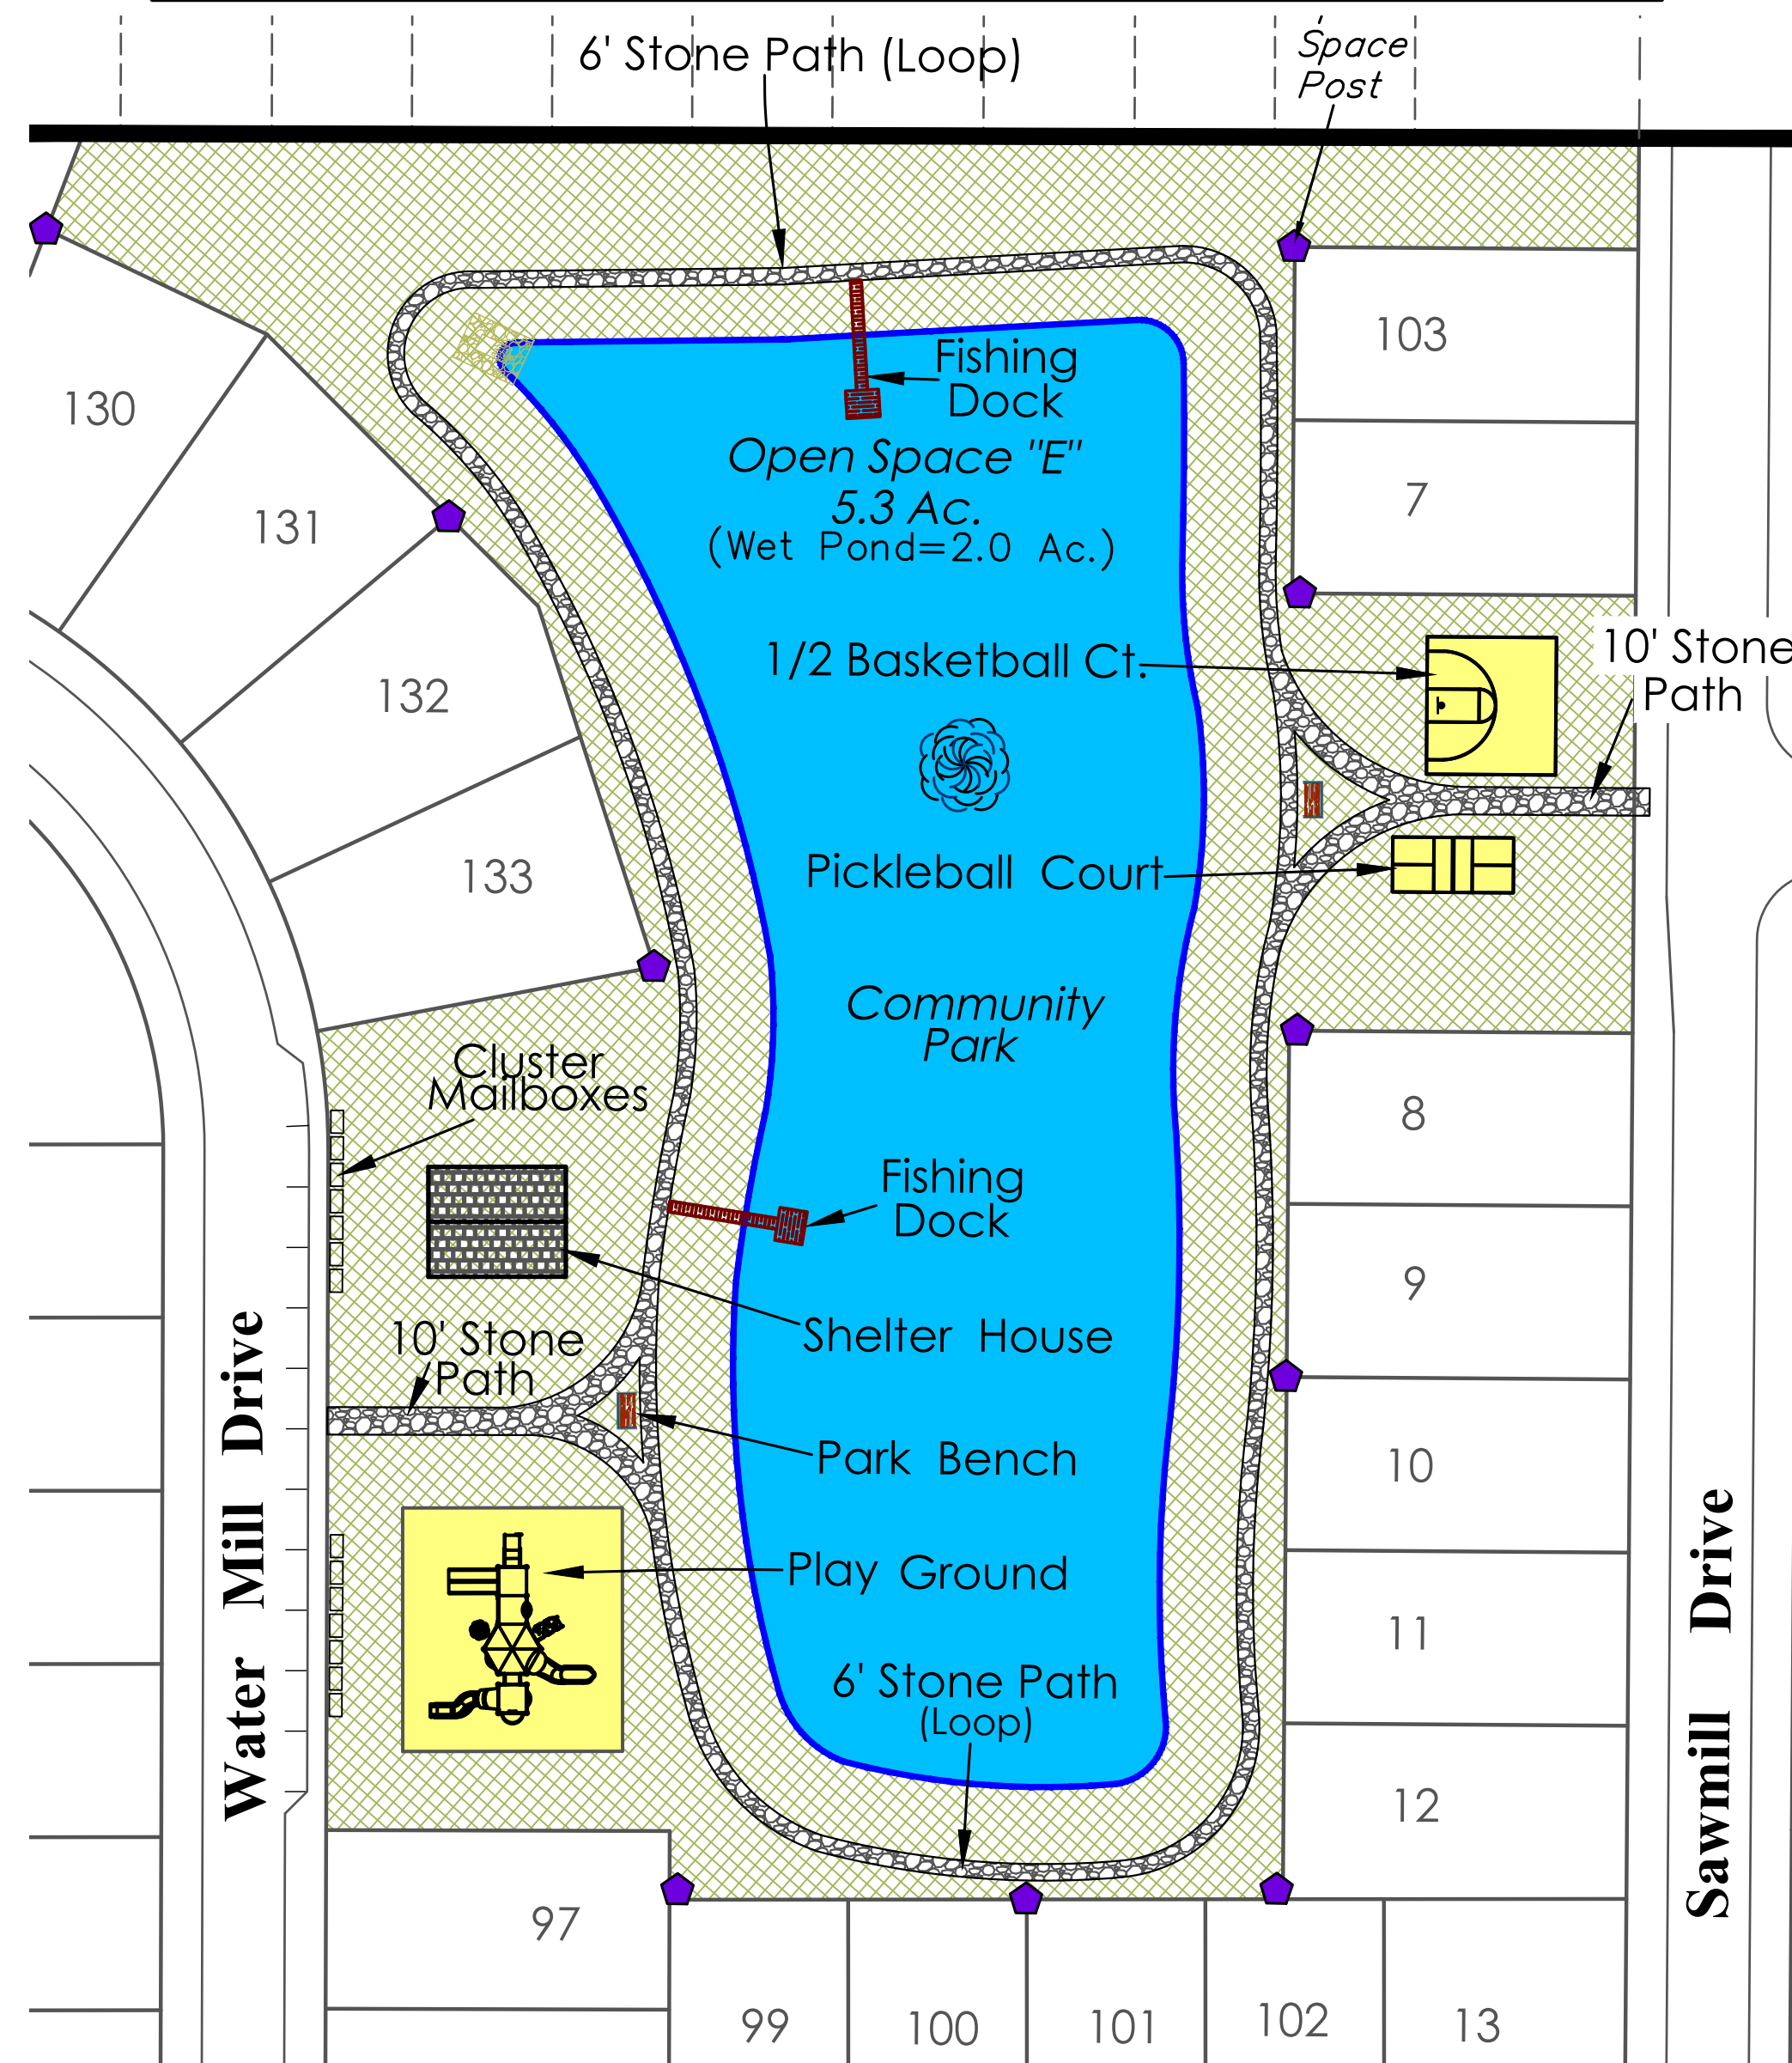 6' Stone Path (Loop)
Space
Post
103
Fishing
Dock
130
Open Space "E"
5.3 Ac.
(Wet Pond=2.0 Ac.)
7
131
1/2 Basketball Ct.
10' Stone
Path
132
Pickleball Court
133
Community
Park
Cluster
Mailboxes
8
Fishing
Dock
9
Shelter House
10' Stone
Path
Park Bench
10
Play Ground
11
6' Stone Path
(Loop)
12
Water Mill Drive
Sawmill Drive
97
99
100
101
102
13